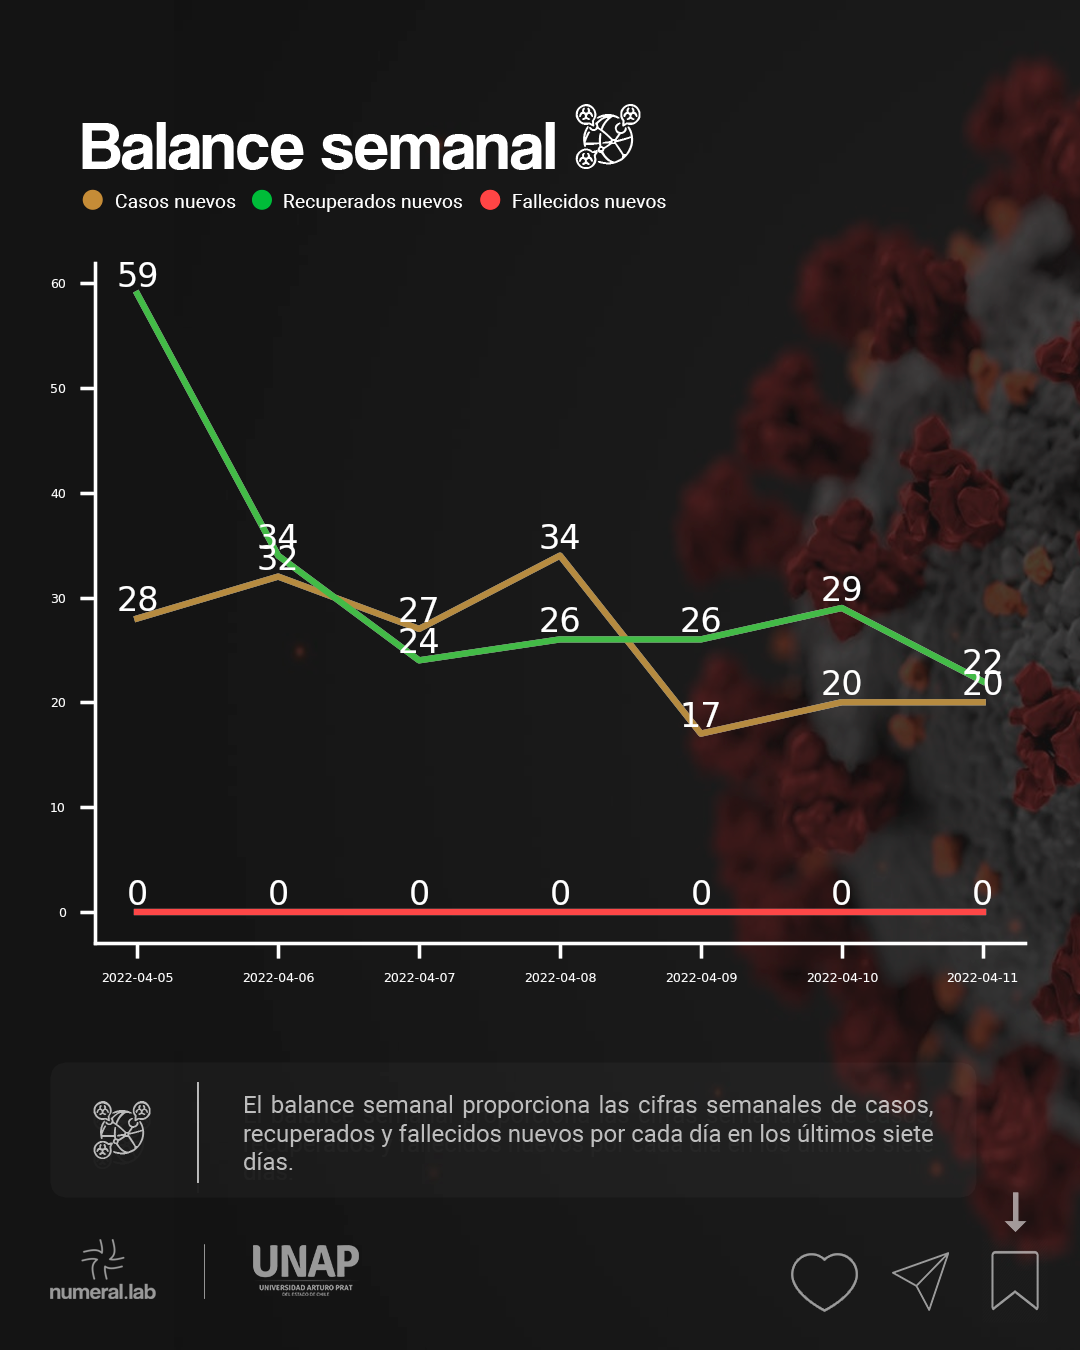 Balance semanal
Casos nuevos Recuperados nuevos Fallecidos nuevos
60
50
40
30
20
10
0
59
34
32
28
27
24
34
26
26
17
29
20
22
20
0 0 0 0 0 0 0
2022-04-05 2022-04-06 2022-04-07 2022-04-08 2022-04-09 2022-04-10 2022-04-11
El balance semanal proporciona las cifras semanales de casos,
recuperados y fallecidos nuevos por cada día en los últimos siete
días.
numeral.lab
UNAP
UNIVERSIDAD ARTURO PRAT
DEL ESTADO DE CHILE